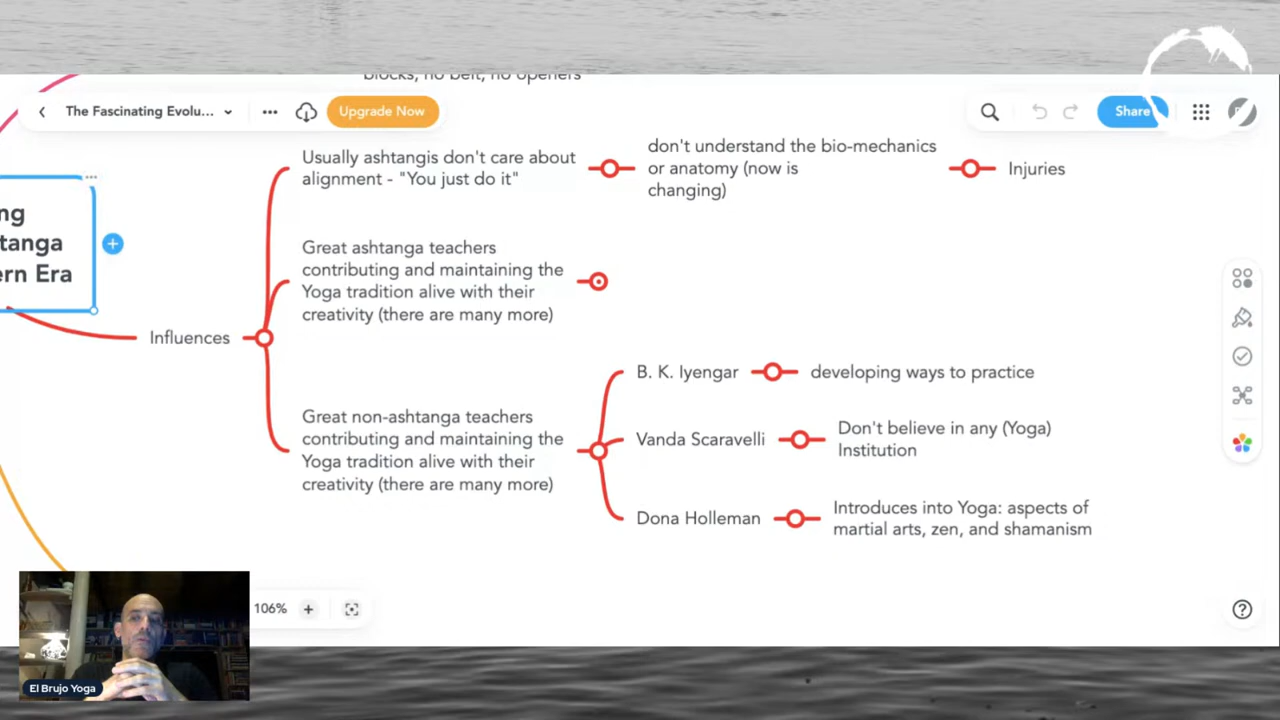 blocks, no belt, no openers
The Fascinating Evolu...
Upgrade Now
Share
Usually ashtangis don't care about
alignment - "You just do it"
don't understand the bio-mechanics
or anatomy (now is
changing)
Injuries
ng
tanga
ern Era
Great ashtanga teachers
contributing and maintaining the
Yoga tradition alive with their
creativity (there are many more)
Influences
Great non-ashtanga teachers
contributing and maintaining the
Yoga tradition alive with their
creativity (there are many more)
B. K. Iyengar
developing ways to practice
Vanda Scaravelli
Don't believe in any (Yoga)
Institution
Dona Holleman
Introduces into Yoga: aspects of
martial arts, zen, and shamanism
106%
El Brujo Yoga